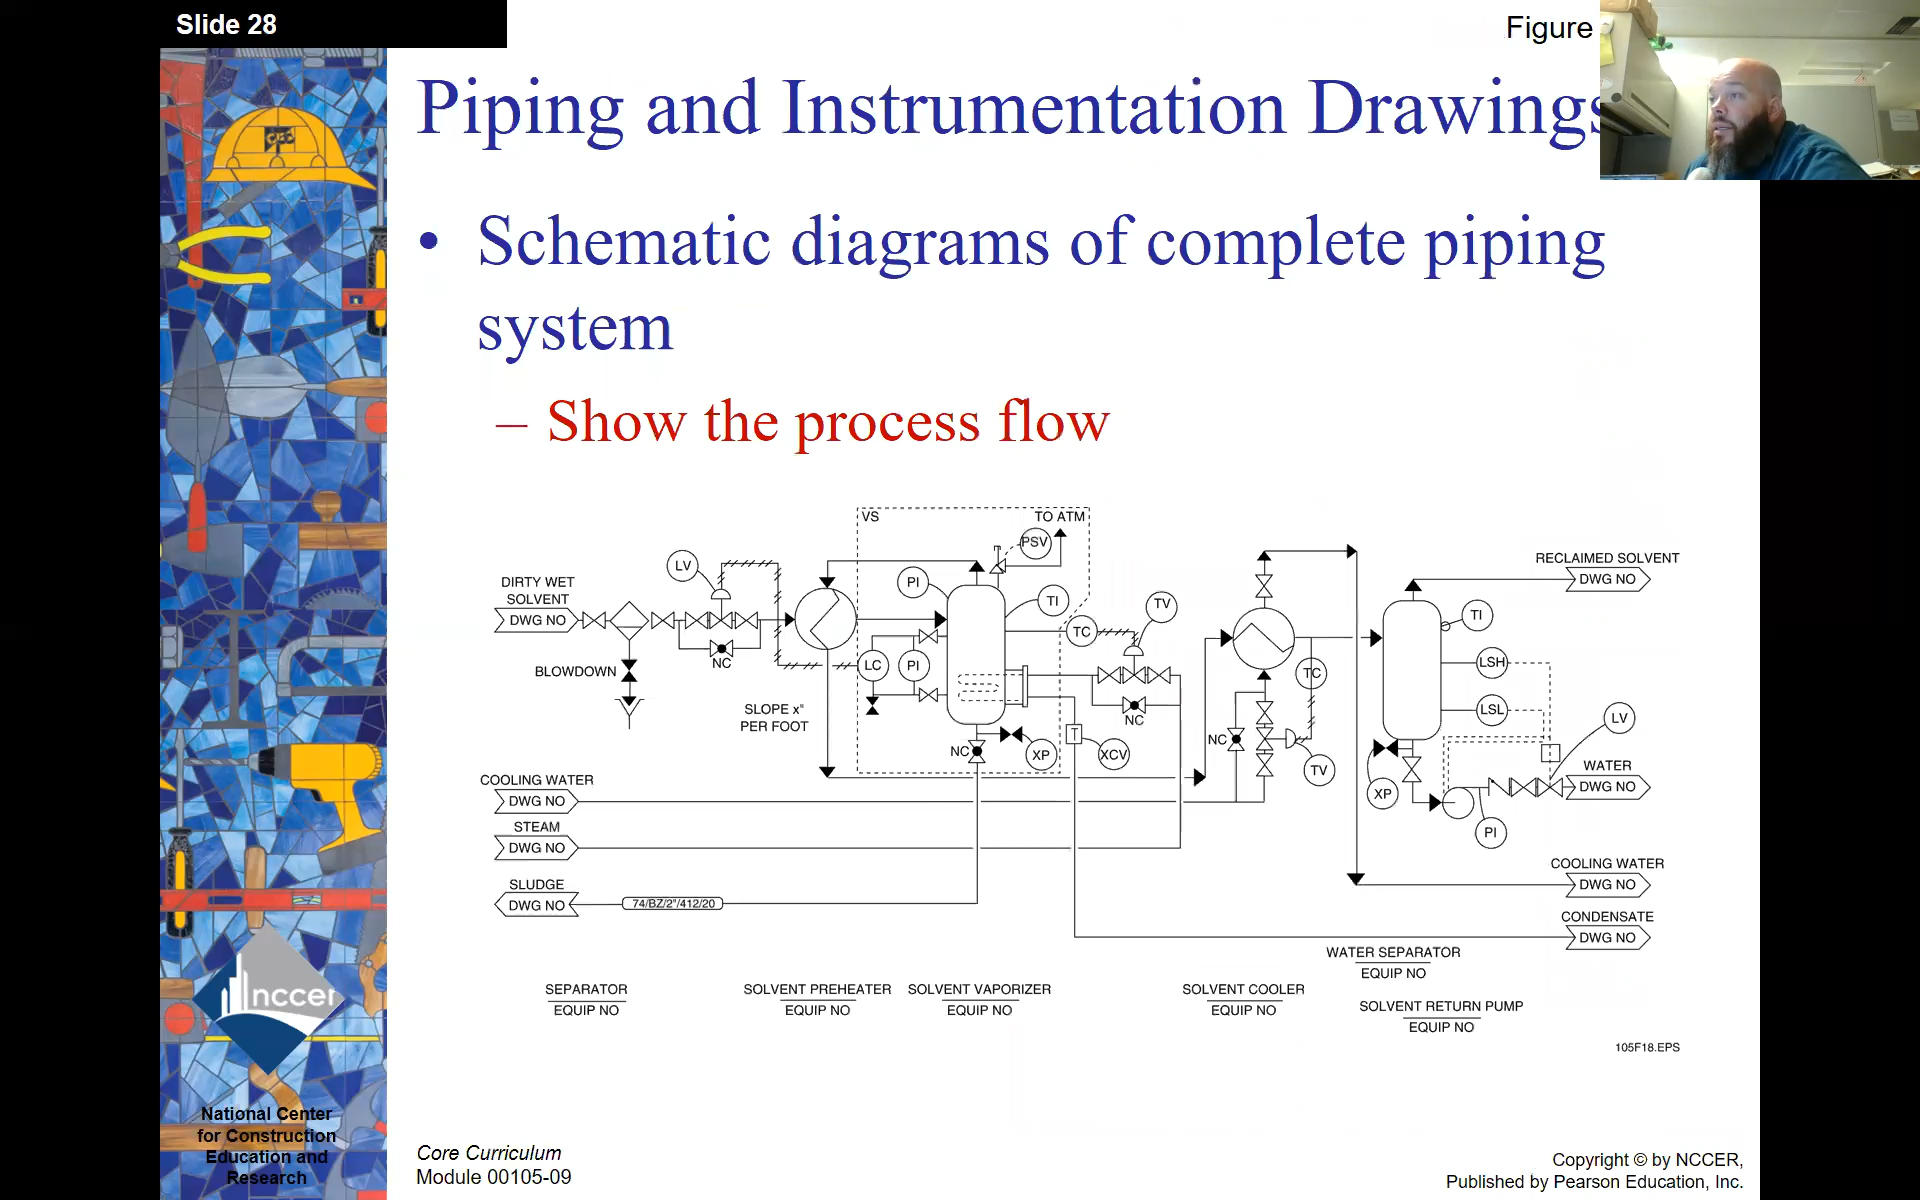 Slide 28
Figure
Piping and Instrumentation Drawings
• Schematic diagrams of complete piping
system
– Show the process flow
VS
TO ATM
PSV
LV
PI
TI
TV
TC
DIRTY WET
SOLVENT
DWG NO
BLOWDOWN
NC
LC
PI
SLOPE x"
PER FOOT
NC
XP
T
XCV
NC
RECLAIMED SOLVENT
DWG NO
TI
LSH
LSL
LV
TC
NC
TV
XP
PI
WATER
DWG NO
COOLING WATER
DWG NO
STEAM
DWG NO
SLUDGE
DWG NO
74/BZ/2"/412/20
COOLING WATER
DWG NO
CONDENSATE
DWG NO
SEPARATOR
EQUIP NO
SOLVENT PREHEATER
EQUIP NO
SOLVENT VAPORIZER
EQUIP NO
SOLVENT COOLER
EQUIP NO
WATER SEPARATOR
EQUIP NO
SOLVENT RETURN PUMP
EQUIP NO
105F18.EPS
nccer
National Center
for Construction
Education and
Research
Core Curriculum
Module 00105-09
Copyright © by NCCER,
Published by Pearson Education, Inc.